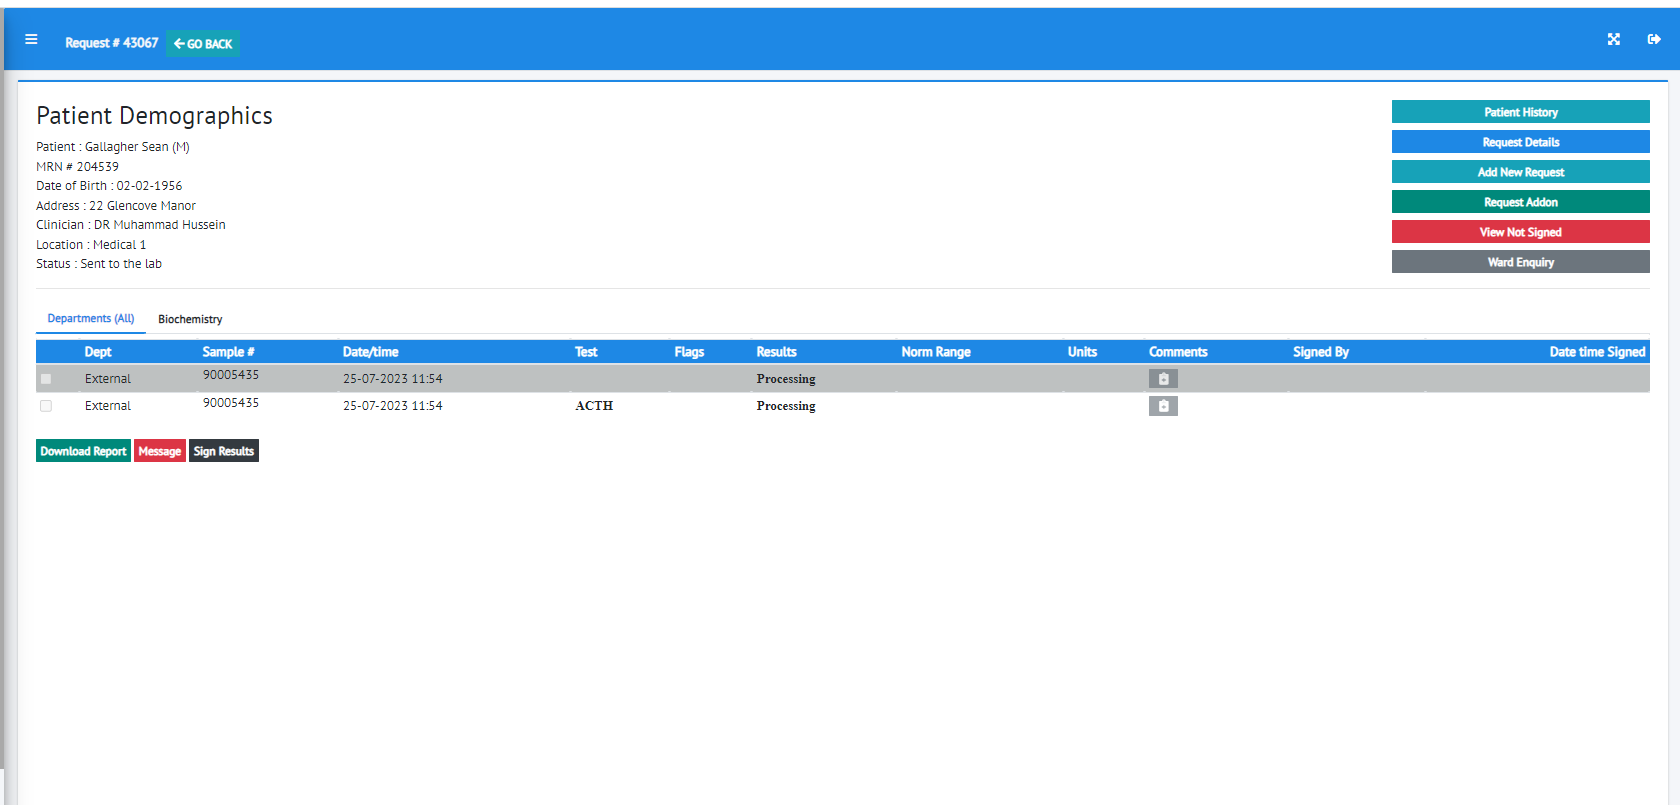 Request # 43067 GO BACK
Patient Demographics
Patient : Gallagher Sean (M)
MRN # 204539
Date of Birth : 02-02-1956
Address : 22 Glencove Manor
Clinician : DR Muhammad Hussein
Location : Medical 1
Status : Sent to the lab
Patient History
Request Details
Add New Request
Request Addon
View Not Signed
Ward Enquiry
Departments (All) Biochemistry
Dept Sample # Date/time Test Flags Results Norm Range Units Comments Signed By Date time Signed
External 90005435 25-07-2023 11:54 Processing
External 90005435 25-07-2023 11:54 ACTH Processing
Download Report Message Sign Results